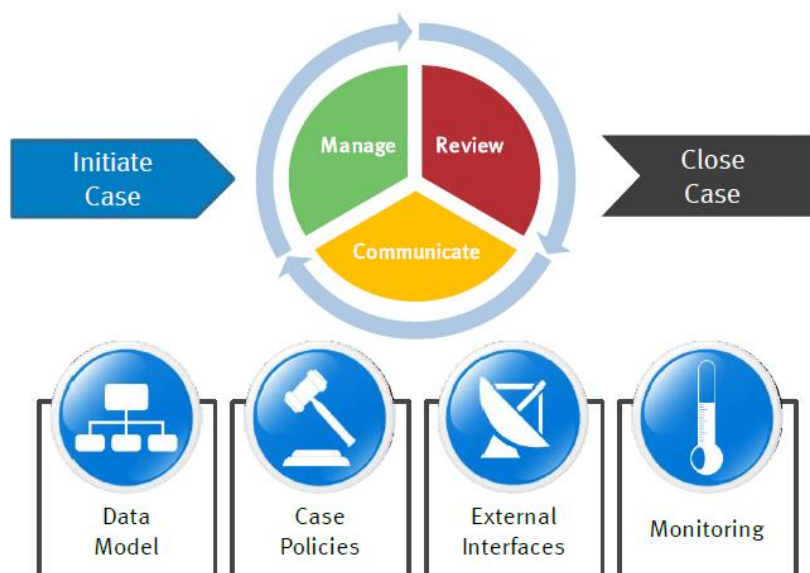 Manage
Review
Initiate
Case
Close
Case
Communicate
Data
Model
Case
Policies
External
Interfaces
Monitoring